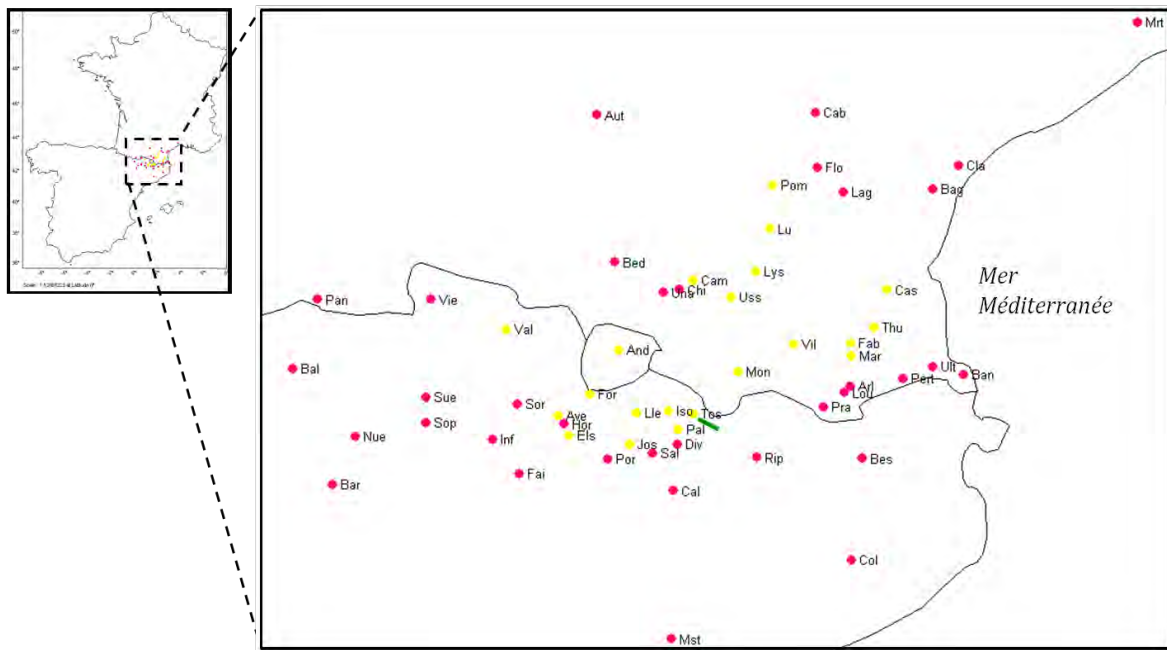 Mrt
Aut
Cab
Flo
Cla
Pom
Lag
Bag
Lu
Bed
Lys
Cam
Chi
Una
Uss
Cas
Pan
Vie
Val
Thu
And
Vil
Fab
Mar
Mer
Méditerranée
Bal
Mon
Ult
Ban
Pert
Arl
Lou
For
Sue
Sor
Pra
Ave
Lle
Iso
Tos
Hor
Sop
Pal
Nue
Inf
Els
Jos
Div
Sal
Por
Rip
Bes
Fai
Bar
Cal
Col
Mst